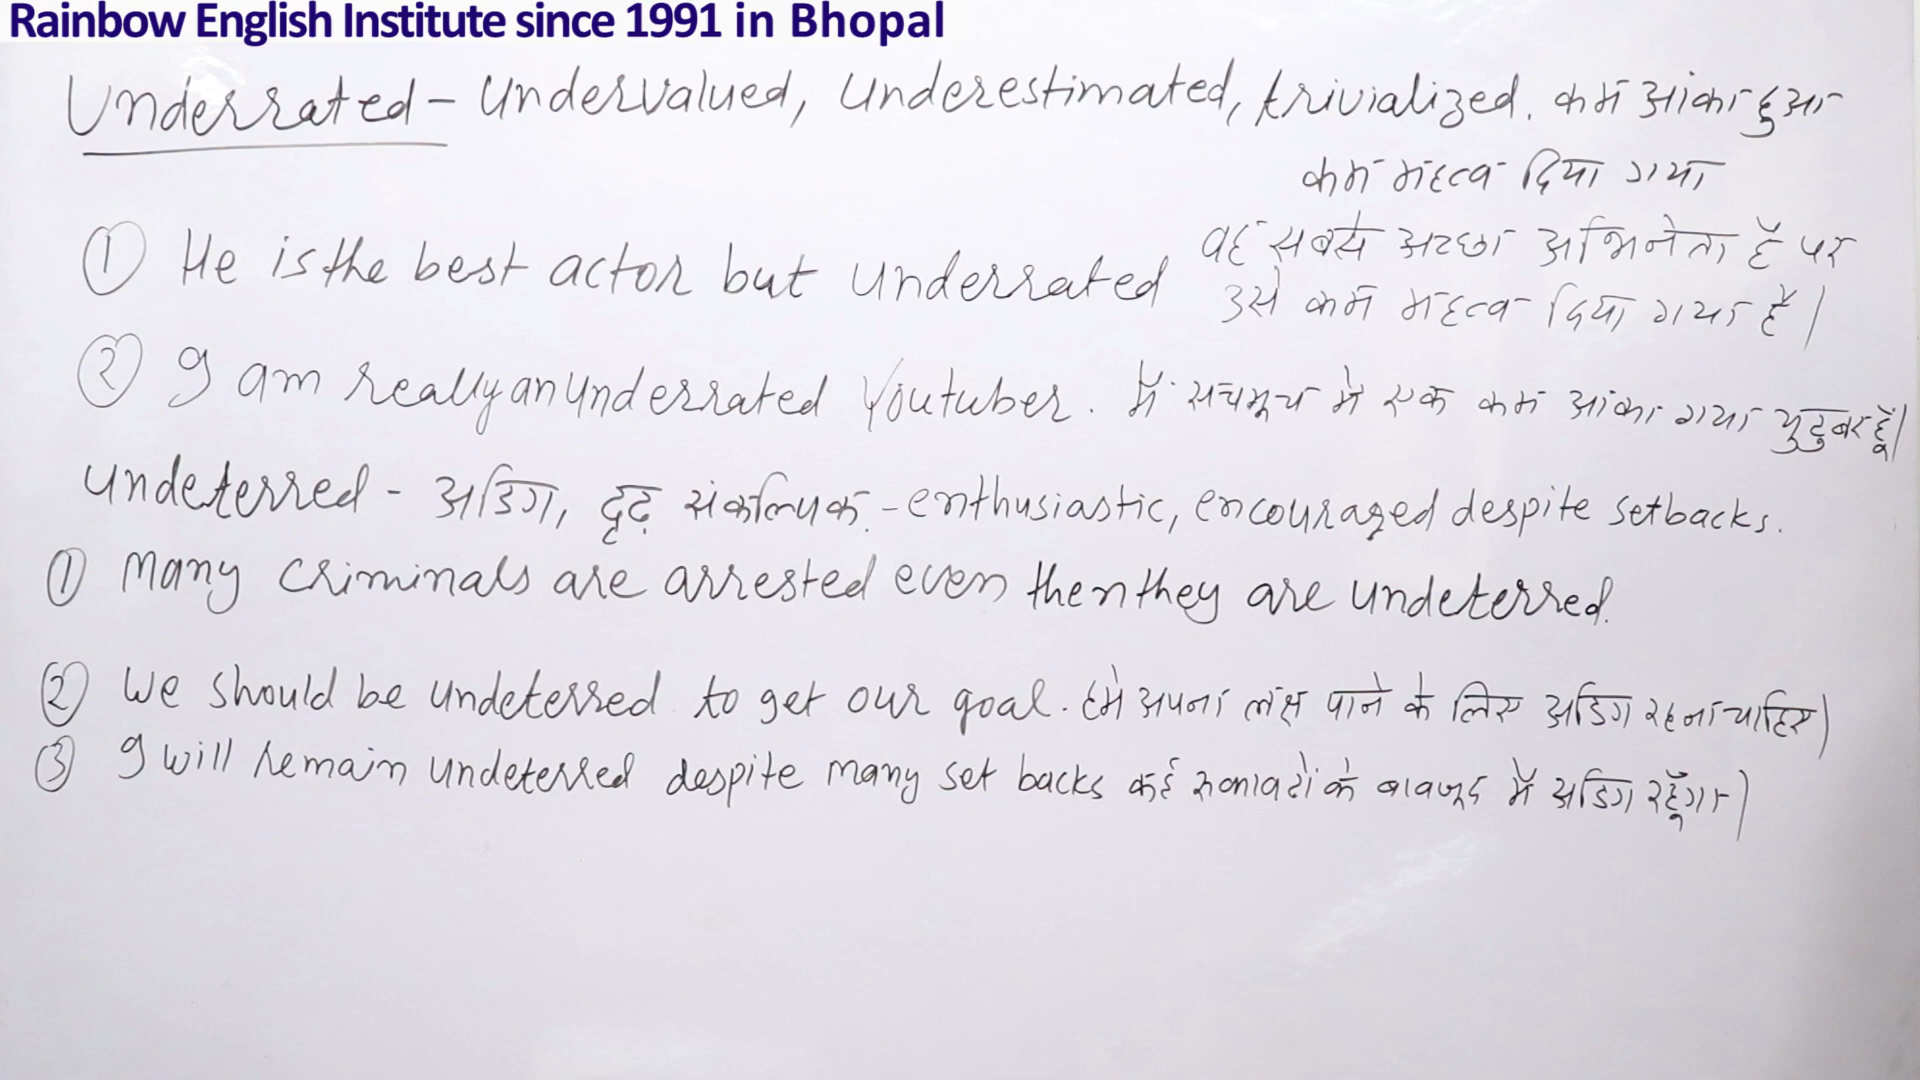 Rainbow English Institute since 1991 in Bhopal
Underrated - undervalued, underestimated, trivialized. कम आंका हुआ
कम महत्व दिया गया
① He is the best actor but underrated वह सबसे अच्छा अभिनेता है पर
उसे कम महत्व दिया गया है।
② I am really an underrated Youtuber. मैं सचमूच मे एक कम आंका गया युटुबर हूँ।
undeterred - अडिग, दृढ़ संकल्पिक - enthusiastic, encouraged despite setbacks.
① Many criminals are arrested even then they are undeterred.
② We should be undeterred to get our goal. हमे अपना लक्ष पाने के लिए अडिग रहना चाहिए।
③ I will remain undeterred despite many set backs कई रुकावटों के बावजूद मैं अडिग रहूँगा।